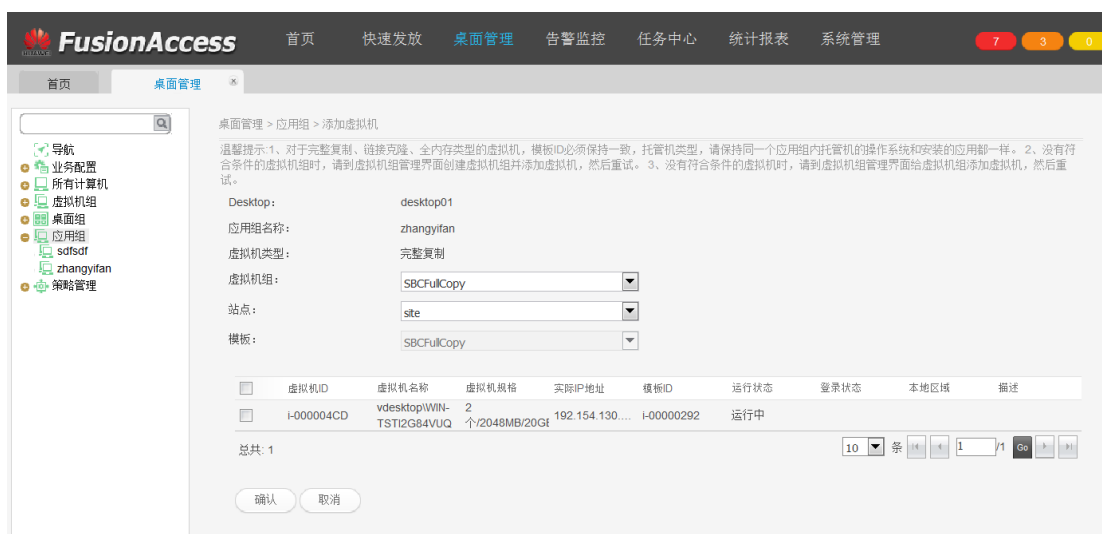 FusionAccess 首页 快速发放 桌面管理 告警监控 任务中心 统计报表 系统管理 7 3 0
首页 桌面管理
导航
业务配置
所有计算机
虚拟机组
桌面组
应用组
sdfsdf
zhangyifan
策略管理
桌面管理 > 应用组 > 添加虚拟机
温馨提示:1、对于完整复制、链接克隆、全内存类型的虚拟机，模板ID必须保持一致，托管机类型，请保持同一个应用组内托管机的操作系统和安装的应用都一样。 2、没有符
合条件的虚拟机组时，请到虚拟机组管理界面创建虚拟机组并添加虚拟机，然后重试。 3、没有符合条件的虚拟机时，请到虚拟机组管理界面给虚拟机组添加虚拟机，然后重
试。
Desktop： desktop01
应用组名称： zhangyifan
虚拟机类型： 完整复制
虚拟机组： SBCFullCopy
站点： site
模板： SBCFullCopy
虚拟机ID 虚拟机名称 虚拟机规格 实际IP地址 模板ID 运行状态 登录状态 本地区域 描述
i-000004CD vdesktop\WIN-TSTI2G84VUQ 2个/2048MB/20GB 192.154.130.... i-00000292 运行中
总共: 1 10 条 1 /1 Go
确认 取消